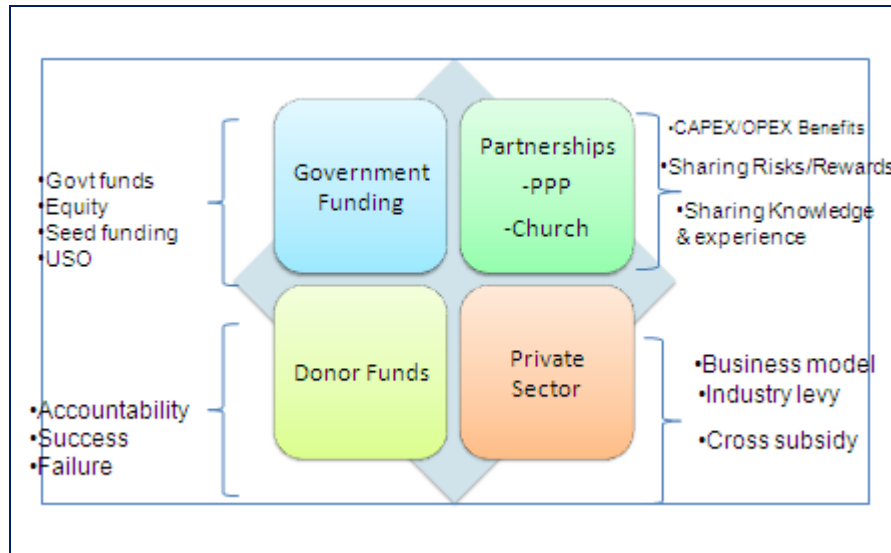 •Govt funds
•Equity
•Seed funding
•USO
Government
Funding
Partnerships
-PPP
-Church
•CAPEX/OPEX Benefits
•Sharing Risks/Rewards
•Sharing Knowledge
& experience
•Accountability
•Success
•Failure
Donor Funds
Private
Sector
•Business model
•Industry levy
•Cross subsidy